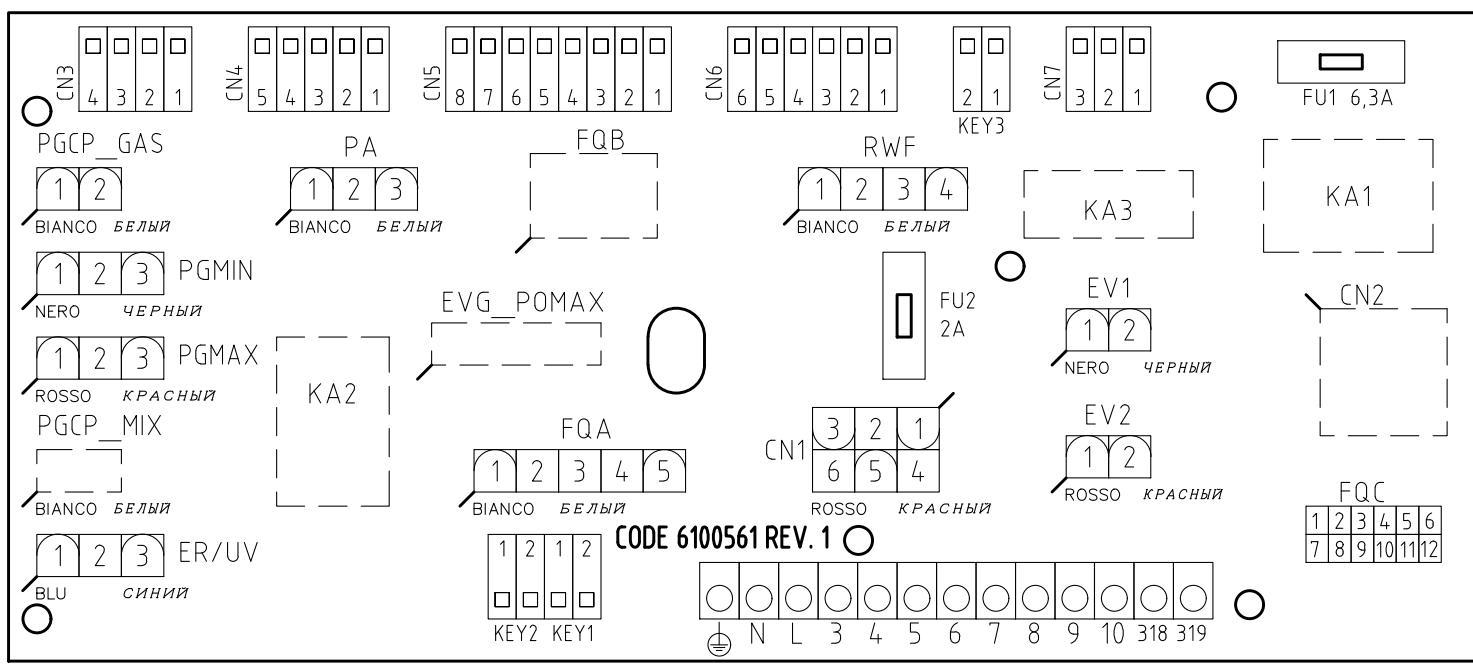 CN3 4 3 2 1
CN4 5 4 3 2 1
CN5 8 7 6 5 4 3 2 1
CN6 6 5 4 3 2 1
2 1
KEY3
CN7 3 2 1
FU1 6,3A
PGCP_GAS
1 2
BIANCO БЕЛЫЙ
PA
1 2 3
BIANCO БЕЛЫЙ
FQB
RWF
1 2 3 4
BIANCO БЕЛЫЙ
KA3
KA1
1 2 3 PGMIN
NERO ЧЕРНЫЙ
EVG_POMAX
FU2
2A
EV1
1 2
NERO ЧЕРНЫЙ
CN2
1 2 3 PGMAX
ROSSO КРАСНЫЙ
KA2
PGCP_MIX
BIANCO БЕЛЫЙ
FQA
1 2 3 4 5
BIANCO БЕЛЫЙ
CN1
3 2 1
6 5 4
ROSSO КРАСНЫЙ
EV2
1 2
ROSSO КРАСНЫЙ
FQC
1 2 3 4 5 6
7 8 9 10 11 12
1 2 3 ER/UV
BLU СИНИЙ
1 2 1 2
KEY2 KEY1
CODE 6100561 REV. 1
N L 3 4 5 6 7 8 9 10 318 319